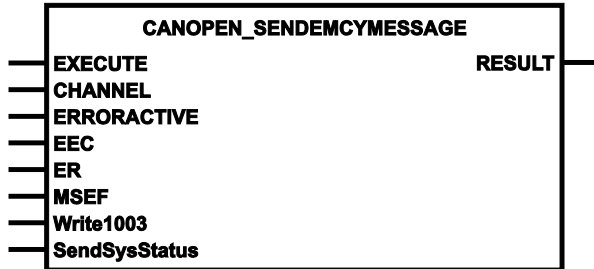 CANOPEN_SENDEMCYMESSAGE
EXECUTE RESULT
CHANNEL
ERRORACTIVE
EEC
ER
MSEF
Write1003
SendSysStatus